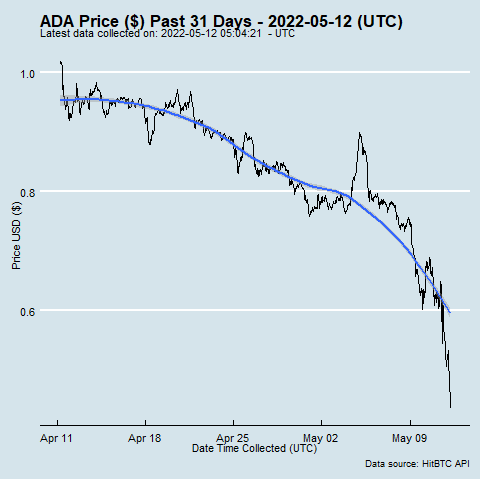 ADA Price ($) Past 31 Days - 2022-05-12 (UTC)
Latest data collected on: 2022-05-12 05:04:21 - UTC
1.0
0.8
0.6
Price USD ($)
Apr 11 Apr 18 Apr 25 May 02 May 09
Date Time Collected (UTC)
Data source: HitBTC API